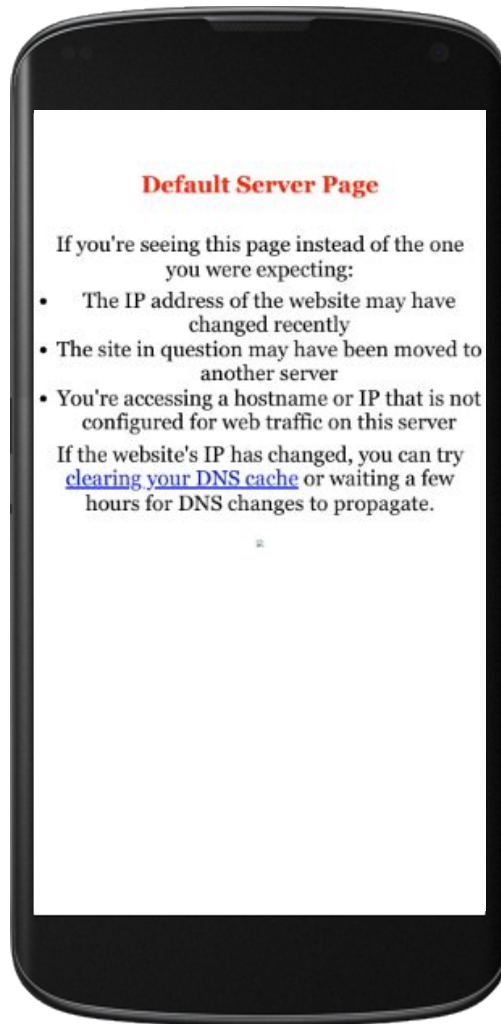 Default Server Page
If you're seeing this page instead of the one
you were expecting:
• The IP address of the website may have
changed recently
• The site in question may have been moved to
another server
• You're accessing a hostname or IP that is not
configured for web traffic on this server
If the website's IP has changed, you can try
clearing your DNS cache or waiting a few
hours for DNS changes to propagate.